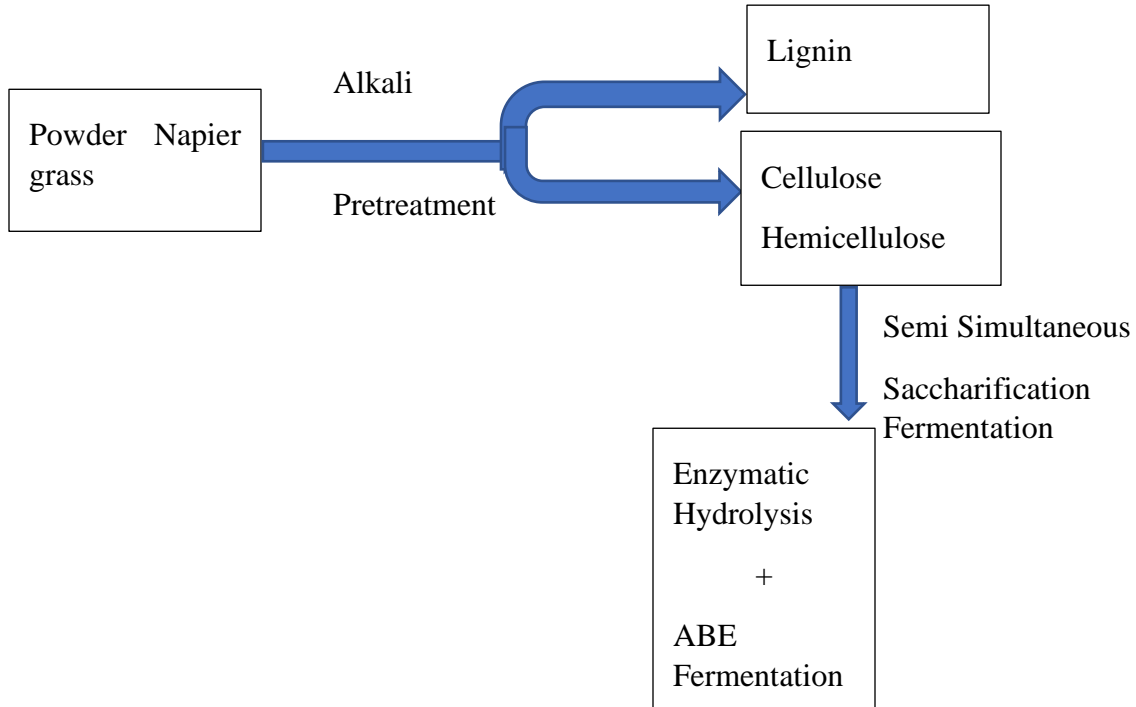 Powder Napier
grass
Alkali
Pretreatment
Lignin
Cellulose
Hemicellulose
Semi Simultaneous
Saccharification
Fermentation
Enzymatic
Hydrolysis
+
ABE
Fermentation